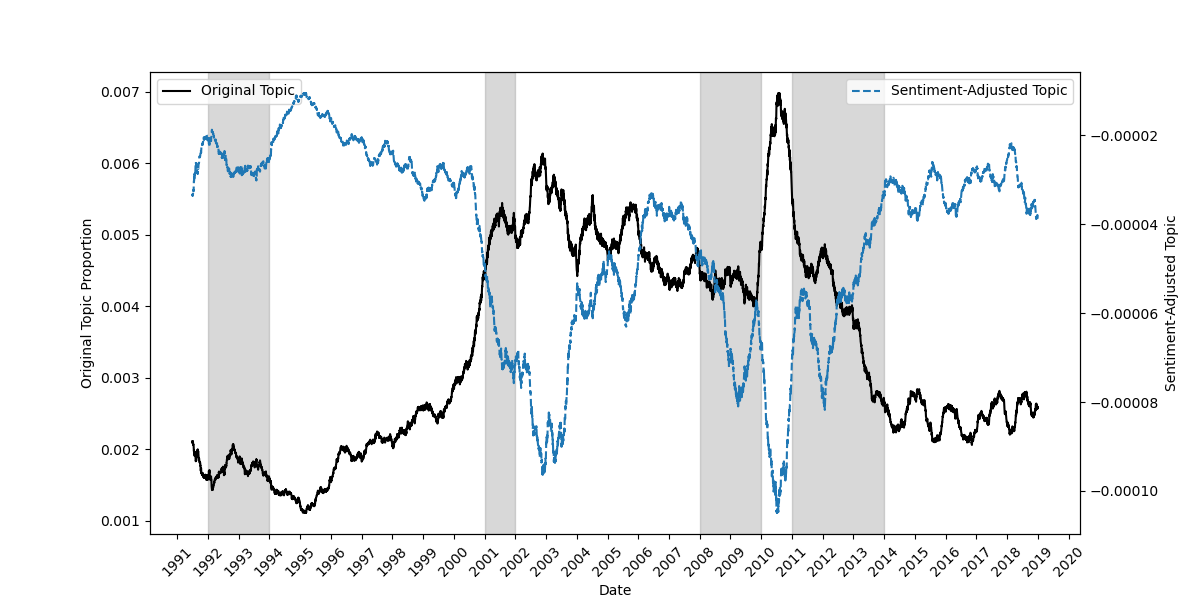 Original Topic
Sentiment-Adjusted Topic
0.007
0.006
0.005
0.004
0.003
0.002
0.001
Original Topic Proportion
−0.00002
−0.00004
−0.00006
−0.00008
−0.00010
Sentiment-Adjusted Topic
1991 1992 1993 1994 1995 1996 1997 1998 1999 2000 2001 2002 2003 2004 2005 2006 2007 2008 2009 2010 2011 2012 2013 2014 2015 2016 2017 2018 2019 2020
Date